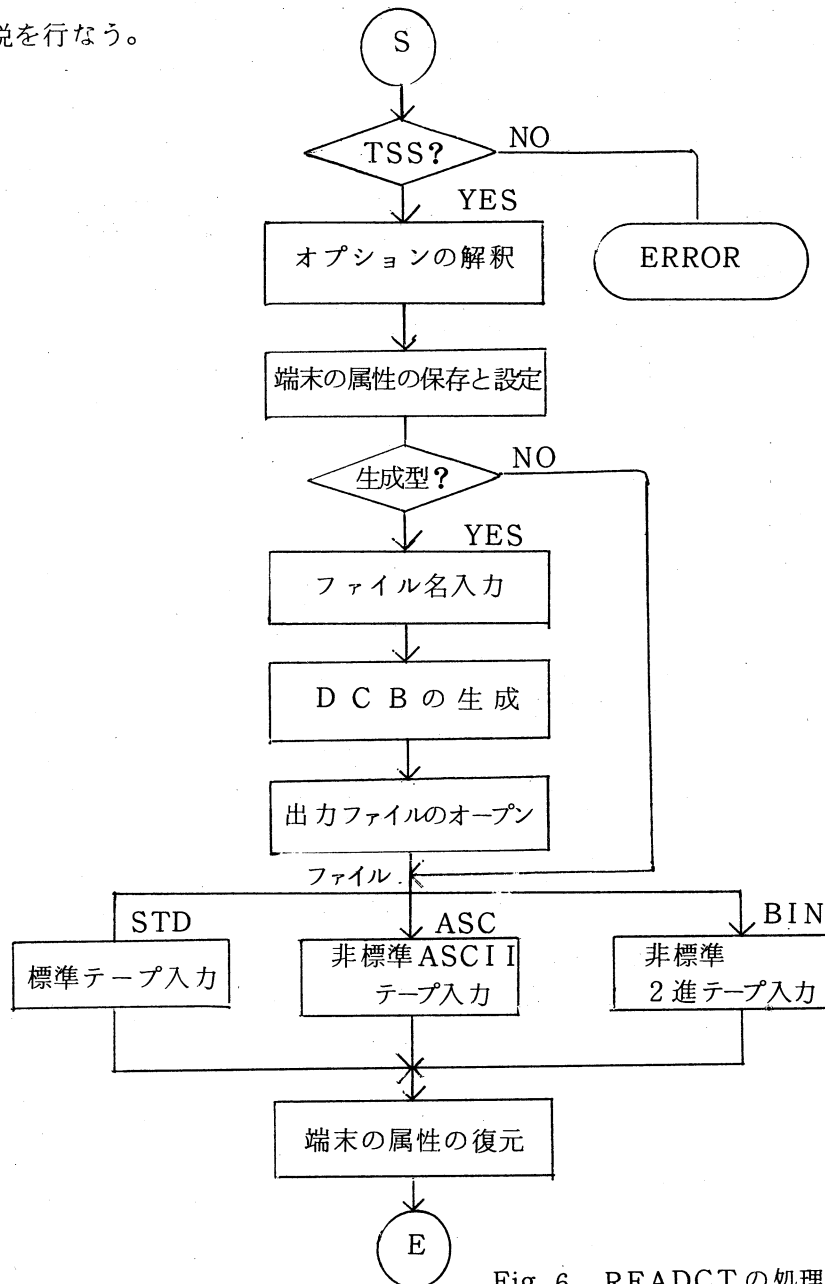 説を行なう。
S
TSS?
NO
YES
オプションの解釈
ERROR
端末の属性の保存と設定
生成型?
NO
YES
ファイル名入力
DCBの生成
出力ファイルのオープン
ファイル
STD
ASC
BIN
標準テープ入力
非標準ASCII
テープ入力
非標準
2進テープ入力
端末の属性の復元
E
Fig. 6 READCTの処理